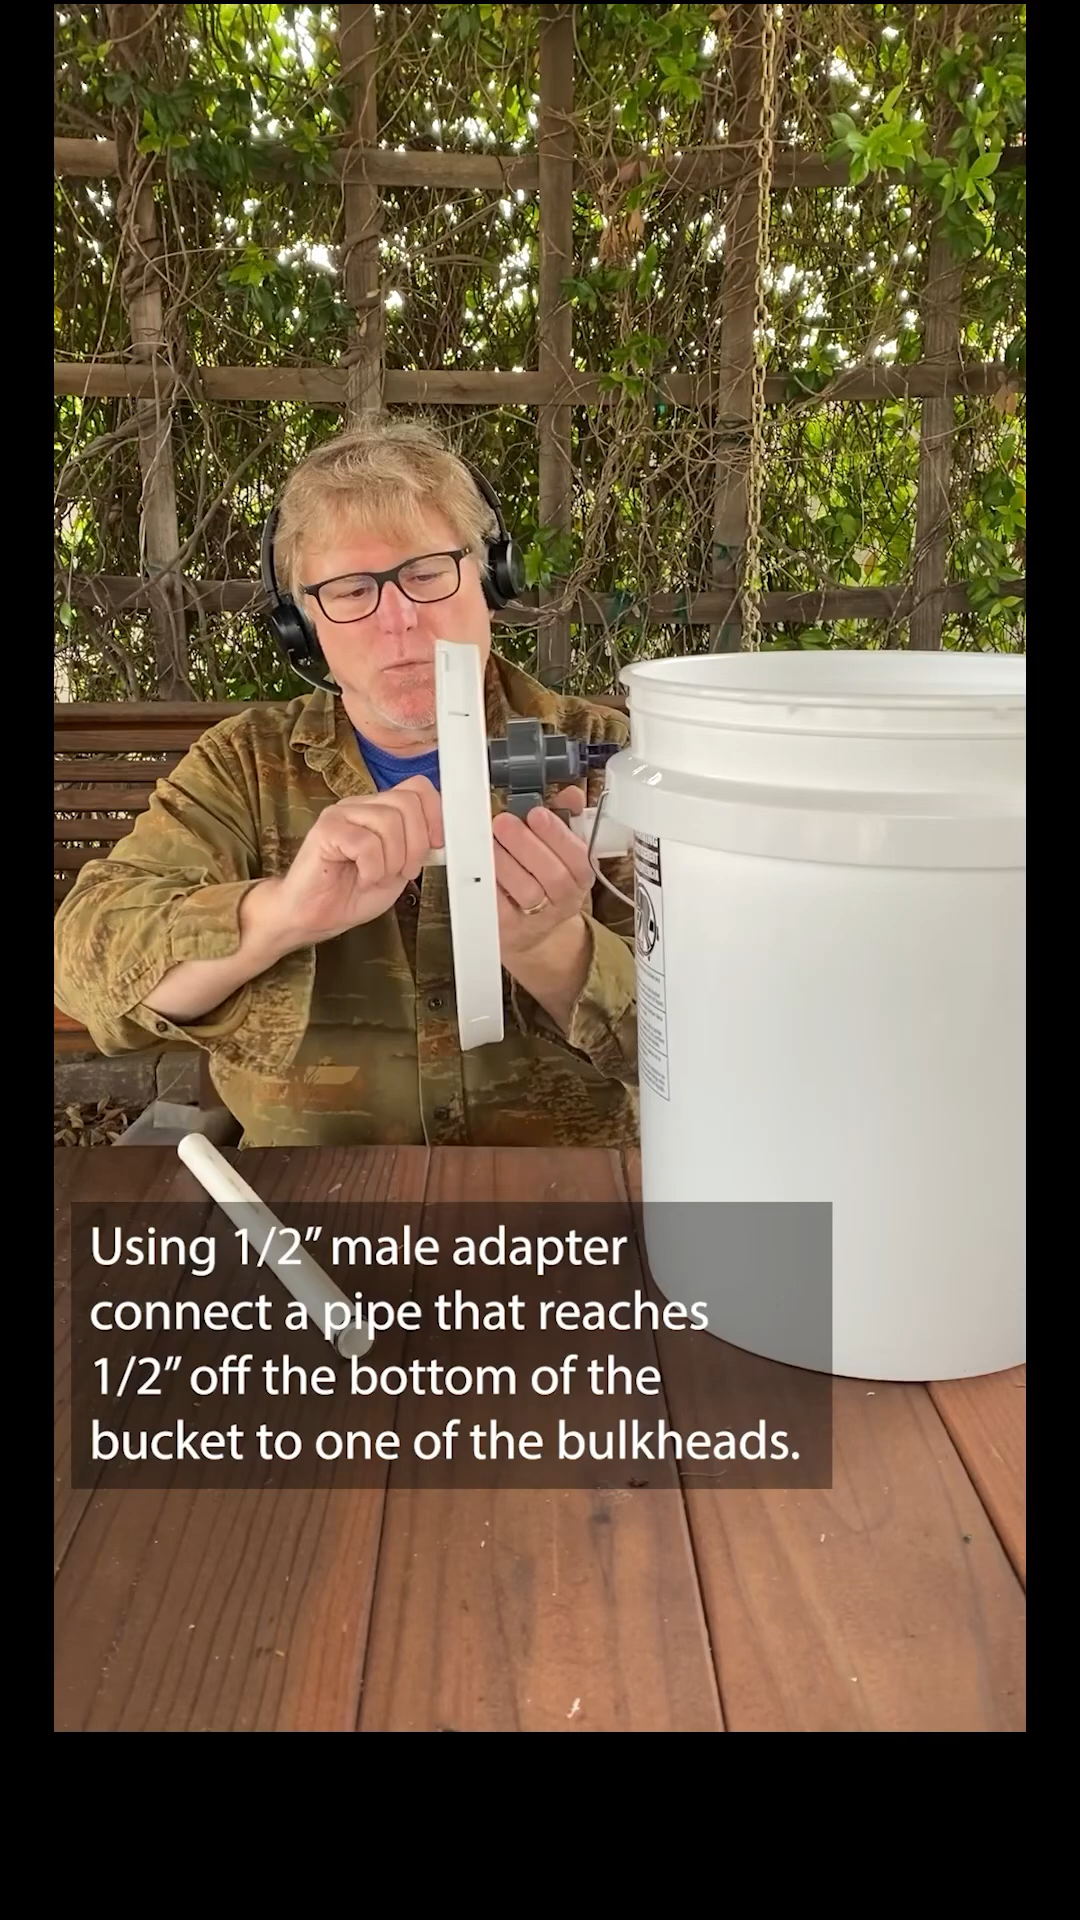 Using 1/2” male adapter
connect a pipe that reaches
1/2” off the bottom of the
bucket to one of the bulkheads.